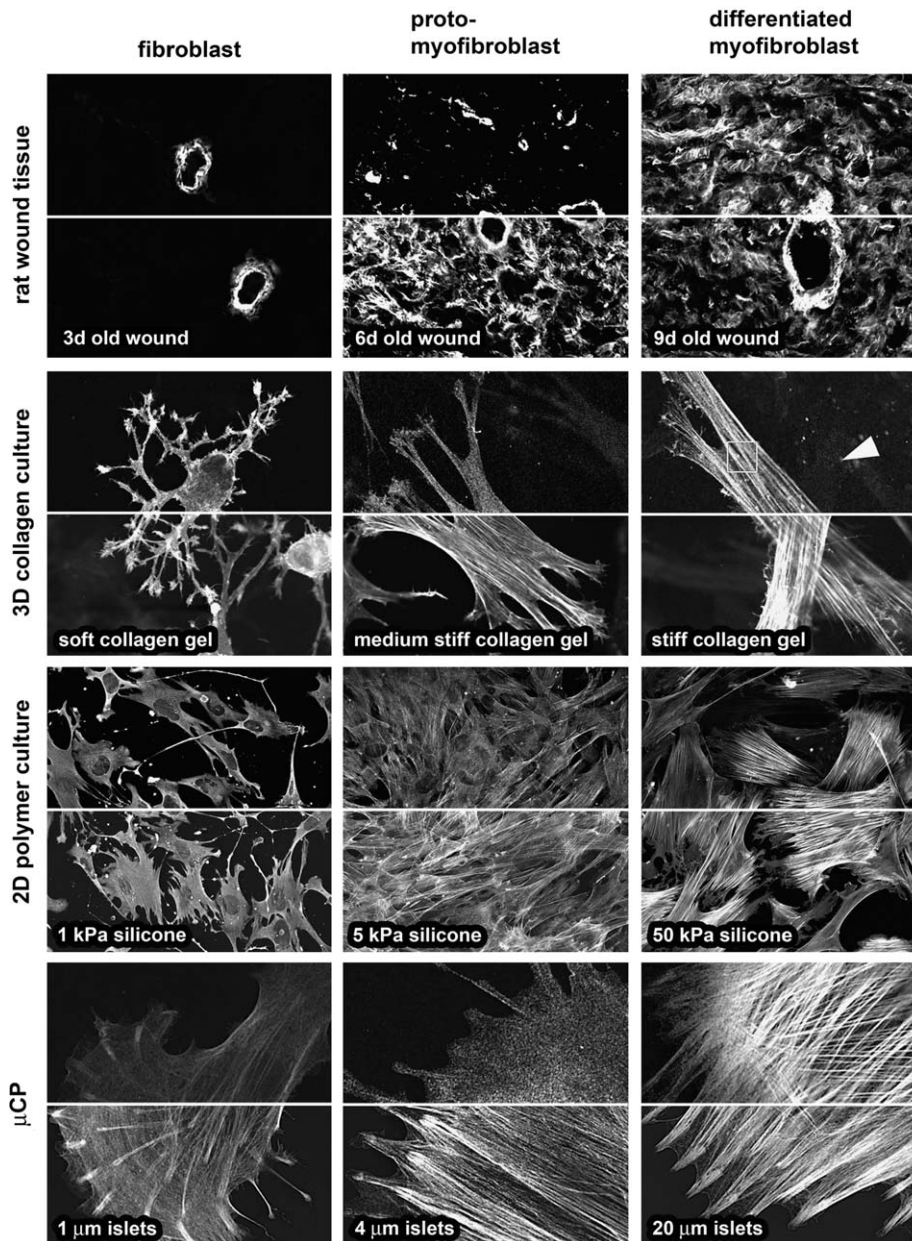 fibroblast
proto-
myofibroblast
differentiated
myofibroblast
rat wound tissue
3d old wound
6d old wound
9d old wound
3D collagen culture
soft collagen gel
medium stiff collagen gel
stiff collagen gel
2D polymer culture
1 kPa silicone
5 kPa silicone
50 kPa silicone
μCP
1 μm islets
4 μm islets
20 μm islets